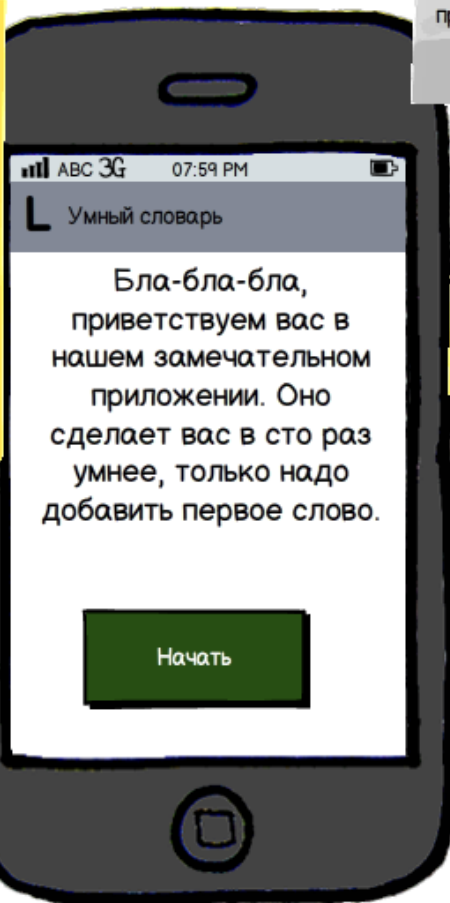 ABC 3G 07:59 PM
L Умный словарь
Бла-бла-бла,
приветствуем вас в
нашем замечательном
приложении. Оно
сделает вас в сто раз
умнее, только надо
добавить первое слово.
Начать